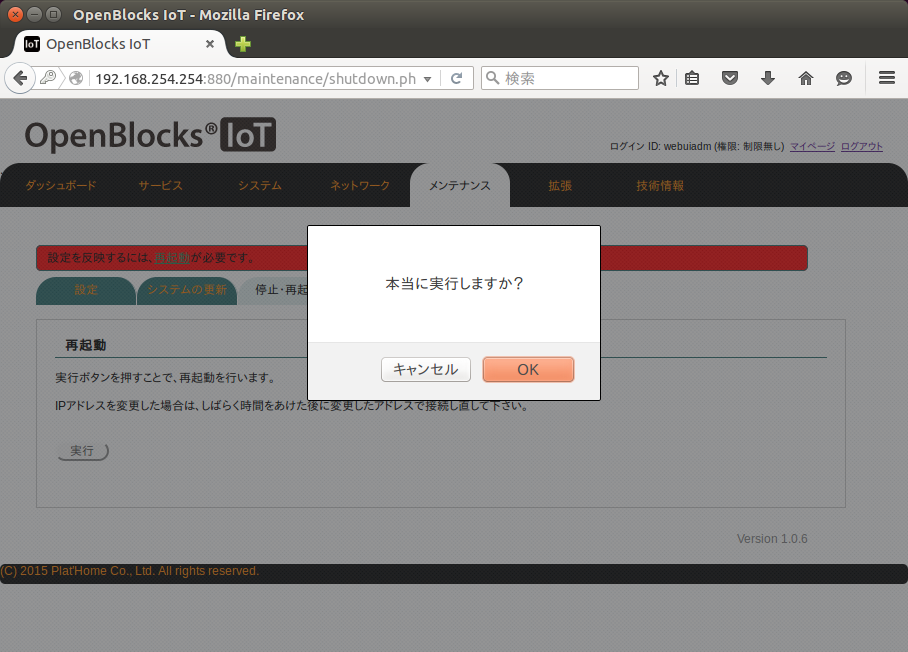 OpenBlocks IoT - Mozilla Firefox
IoT OpenBlocks IoT
192.168.254.254:880/maintenance/shutdown.ph
検索
OpenBlocks® IoT
ログイン ID: webuiadm (権限: 制限無し) マイページ ログアウト
ダッシュボード サービス システム ネットワーク メンテナンス 拡張 技術情報
設定を反映するには、再起動が必要です。
設定 システムの更新 停止・再起
本当に実行しますか?
キャンセル OK
再起動
実行ボタンを押すことで、再起動を行います。
IPアドレスを変更した場合は、しばらく時間をあけた後に変更したアドレスで接続し直して下さい。
実行
Version 1.0.6
(C) 2015 Plat'Home Co., Ltd. All rights reserved.